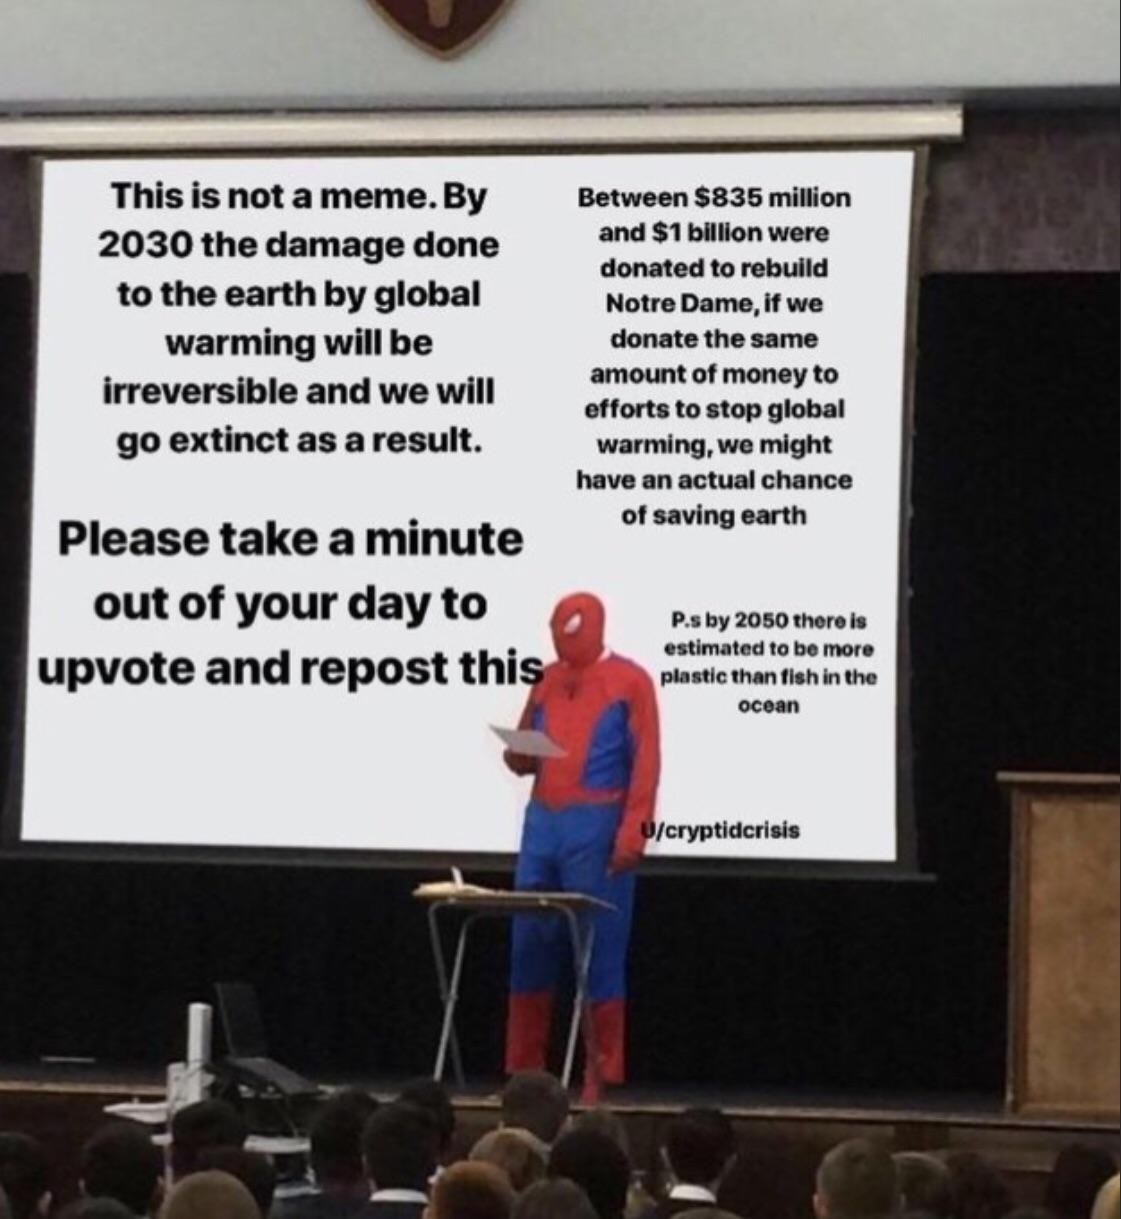 This is not a meme. By
2030 the damage done
to the earth by global
warming will be
irreversible and we will
go extinct as a result.
Please take a minute
out of your day to
upvote and repost this
Between $835 million
and $1 billion were
donated to rebuild
Notre Dame, if we
donate the same
amount of money to
efforts to stop global
warming, we might
have an actual chance
of saving earth
P.s by 2050 there is
estimated to be more
plastic than fish in the
ocean
U/cryptidcrisis